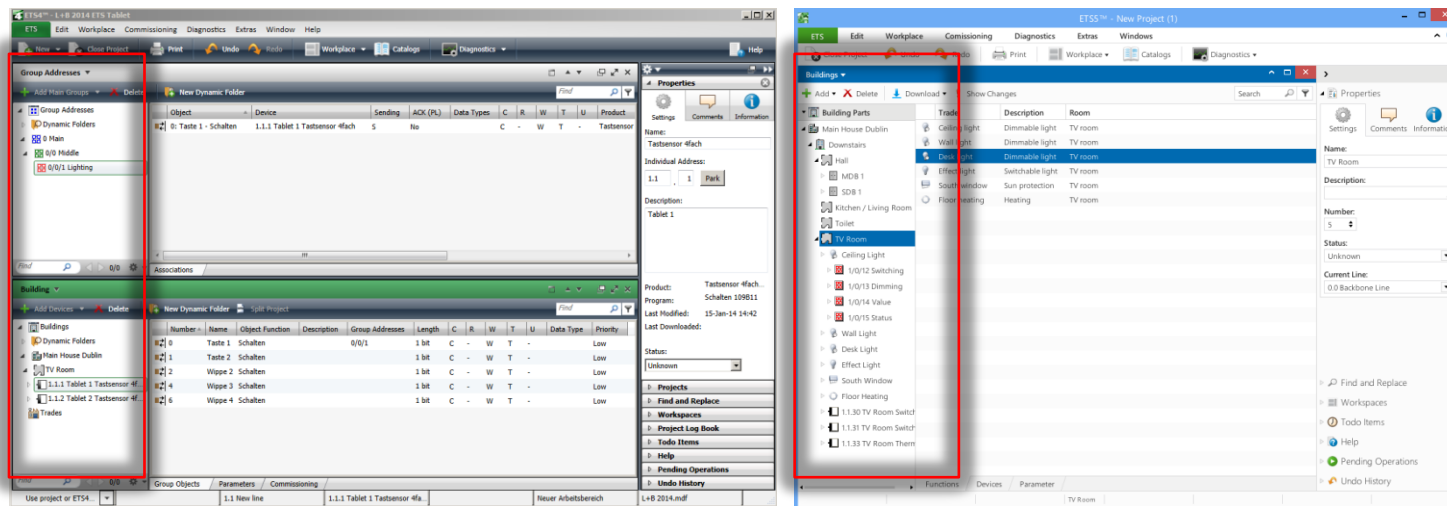 ETS4™ - L+B 2014 ETS Tablet
ETS Edit Workplace Commissioning Diagnostics Extras Window Help
New Close Project Print Undo Redo Workplace Catalogs Diagnostics Help
Group Addresses
Add Main Groups Delete New Dynamic Folder Find
Group Addresses
Dynamic Folders
0 Main
0/0 Middle
0/0/1 Lighting
Object Device Sending ACK (PL) Data Types C R W T U Product
0: Taste 1 - Schalten 1.1.1 Tablet 1 Tastsensor 4fach S No C - W T - Tastsensor
Find 0/0
Associations
Building
Add Devices Delete New Dynamic Folder Split Project Find
Buildings
Dynamic Folders
Main House Dublin
TV Room
1.1.1 Tablet 1 Tastsensor 4f...
1.1.2 Tablet 2 Tastsensor 4f...
Trades
Number Name Object Function Description Group Addresses Length C R W T U Data Type Priority
0 Taste 1 Schalten 0/0/1 1 bit C - W T - Low
1 Taste 2 Schalten 1 bit C - W T - Low
2 Wippe 2 Schalten 1 bit C - W T - Low
4 Wippe 3 Schalten 1 bit C - W T - Low
6 Wippe 4 Schalten 1 bit C - W T - Low
Find 0/0
Group Objects Parameters Commissioning
Use project or ETS4... 1.1 New line 1.1.1 Tablet 1 Tastsensor 4fa... Neuer Arbeitsbereich L+B 2014.mdf
Properties
Settings Comments Information
Name:
Tastsensor 4fach
Individual Address:
1.1 . 1 Park
Description:
Tablet 1
Product: Tastsensor 4fach...
Program: Schalten 109B11
Last Modified: 15-Jan-14 14:42
Last Downloaded:
Status:
Unknown
Projects
Find and Replace
Workspaces
Project Log Book
Todo Items
Help
Pending Operations
Undo History
ETS5™ - New Project (1)
ETS Edit Workplace Comissioning Diagnostics Extras Windows
Close Project Undo Redo Print Workplace Catalogs Diagnostics
Buildings
Add Delete Download Show Changes Search
Building Parts
Main House Dublin
Downstairs
Hall
MDB 1
SDB 1
Kitchen / Living Room
Toilet
TV Room
Ceiling Light
1/0/12 Switching
1/0/13 Dimming
1/0/14 Value
1/0/15 Status
Wall Light
Desk Light
Effect Light
South Window
Floor Heating
1.1.30 TV Room Switch
1.1.31 TV Room Switch
1.1.33 TV Room Therm
Trade Description Room
Ceiling light Dimmable light TV room
Wall light Dimmable light TV room
Desk light Dimmable light TV room
Effect light Switchable light TV room
South window Sun protection TV room
Floor heating Heating TV room
Functions Devices Parameter
TV Room
Properties
Settings Comments Informatic
Name:
TV Room
Description:
Number:
5
Status:
Unknown
Current Line:
0.0 Backbone Line
Find and Replace
Workspaces
Todo Items
Help
Pending Operations
Undo History